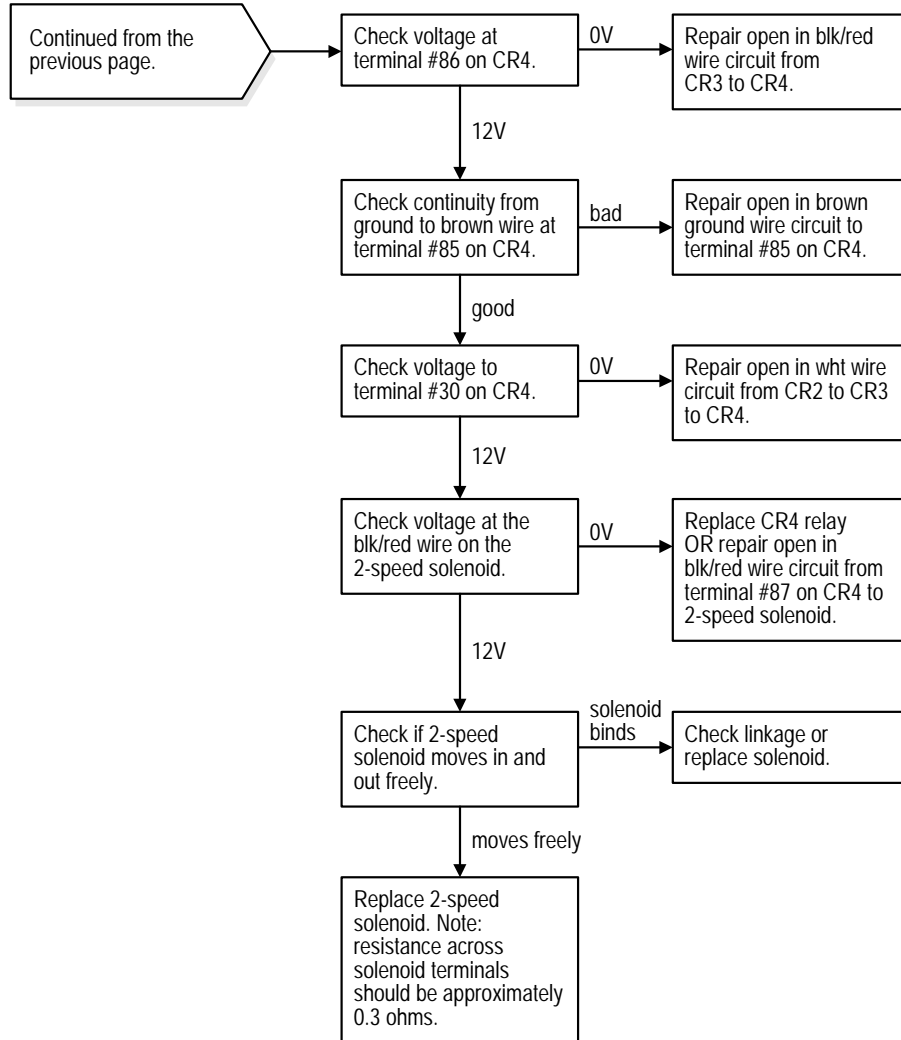 Continued from the
previous page.
Check voltage at
terminal #86 on CR4.
0V
Repair open in blk/red
wire circuit from
CR3 to CR4.
12V
Check continuity from
ground to brown wire at
terminal #85 on CR4.
bad
Repair open in brown
ground wire circuit to
terminal #85 on CR4.
good
Check voltage to
terminal #30 on CR4.
0V
Repair open in wht wire
circuit from CR2 to CR3
to CR4.
12V
Check voltage at the
blk/red wire on the
2-speed solenoid.
0V
Replace CR4 relay
OR repair open in
blk/red wire circuit from
terminal #87 on CR4 to
2-speed solenoid.
12V
Check if 2-speed
solenoid moves in and
out freely.
solenoid
binds
Check linkage or
replace solenoid.
moves freely
Replace 2-speed
solenoid. Note:
resistance across
solenoid terminals
should be approximately
0.3 ohms.